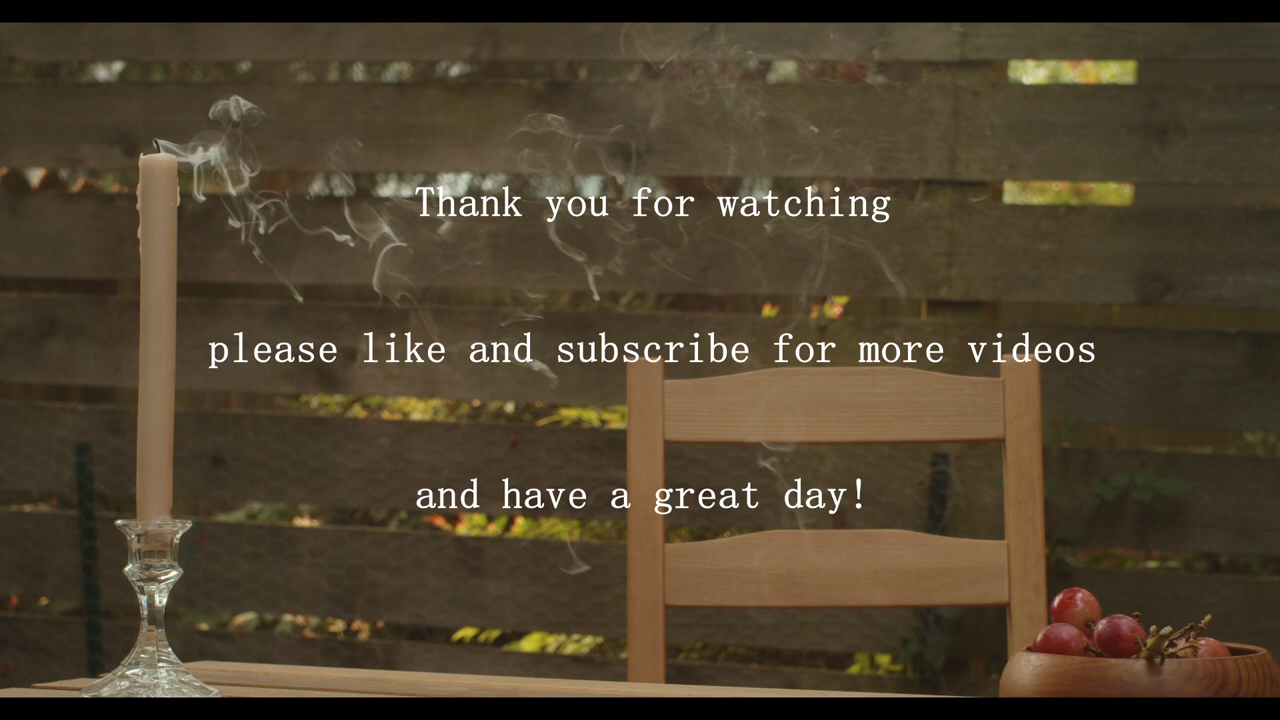 Thank you for watching
please like and subscribe for more videos
and have a great day!